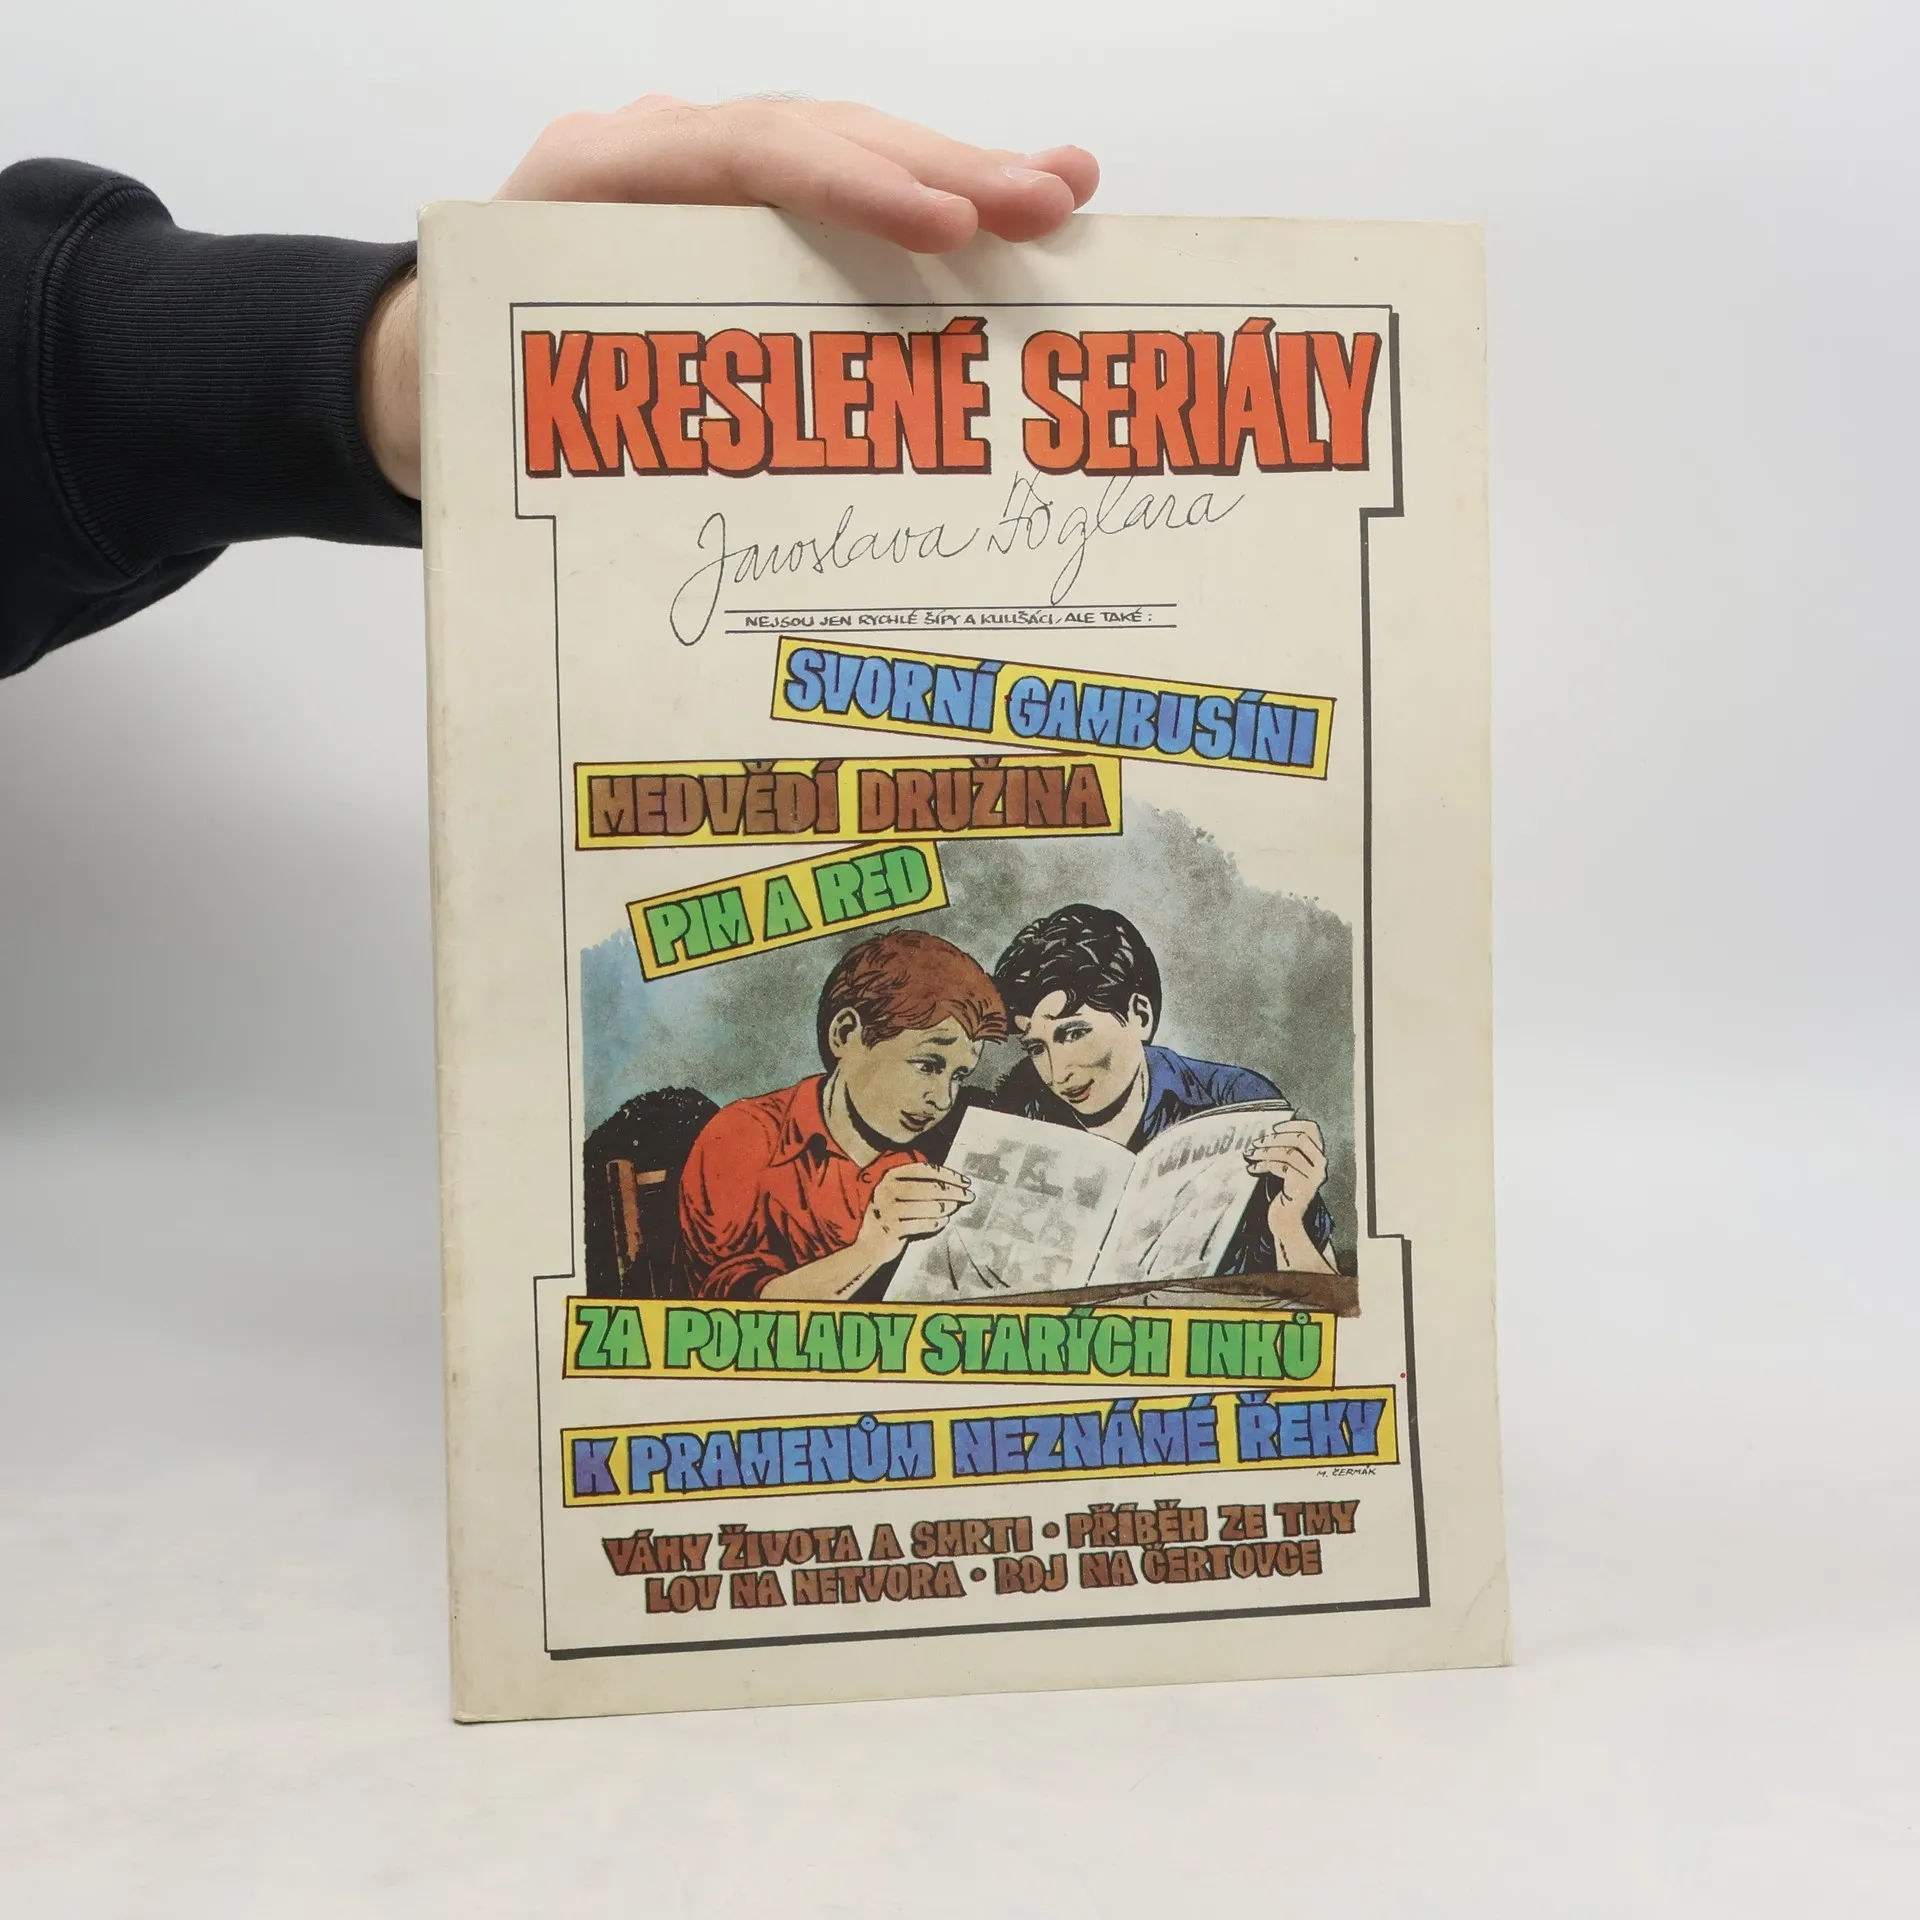 KRESLENÉ SERIÁLY
Jaroslava Foglara
NEJSOU JEN RYCHLÉ ŠÍPY A KULIŠÁCI, ALE TAKÉ:
SVORNÍ GAMBUSÍNI
MEDVĚDÍ DRUŽINA
PIM A RED
ZA POKLADY STARÝCH INKŮ
K PRAMENŮM NEZNÁMÉ ŘEKY
M. ČERMÁK
VÁHY ŽIVOTA A SMRTI • PŘÍBĚH ZE TMY
LOV NA NETVORA • BOJ NA ČERTOVCE